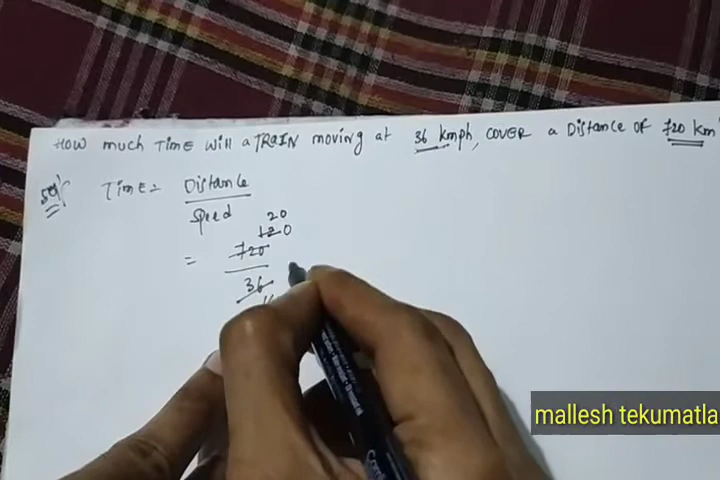 HOW much TIME will a TRAIN moving at 36 kmph, COVER a DISTANCE OF 720 km
Sol: TIME = Distance
Speed
20
120
= 720
36
mallesh tekumatla